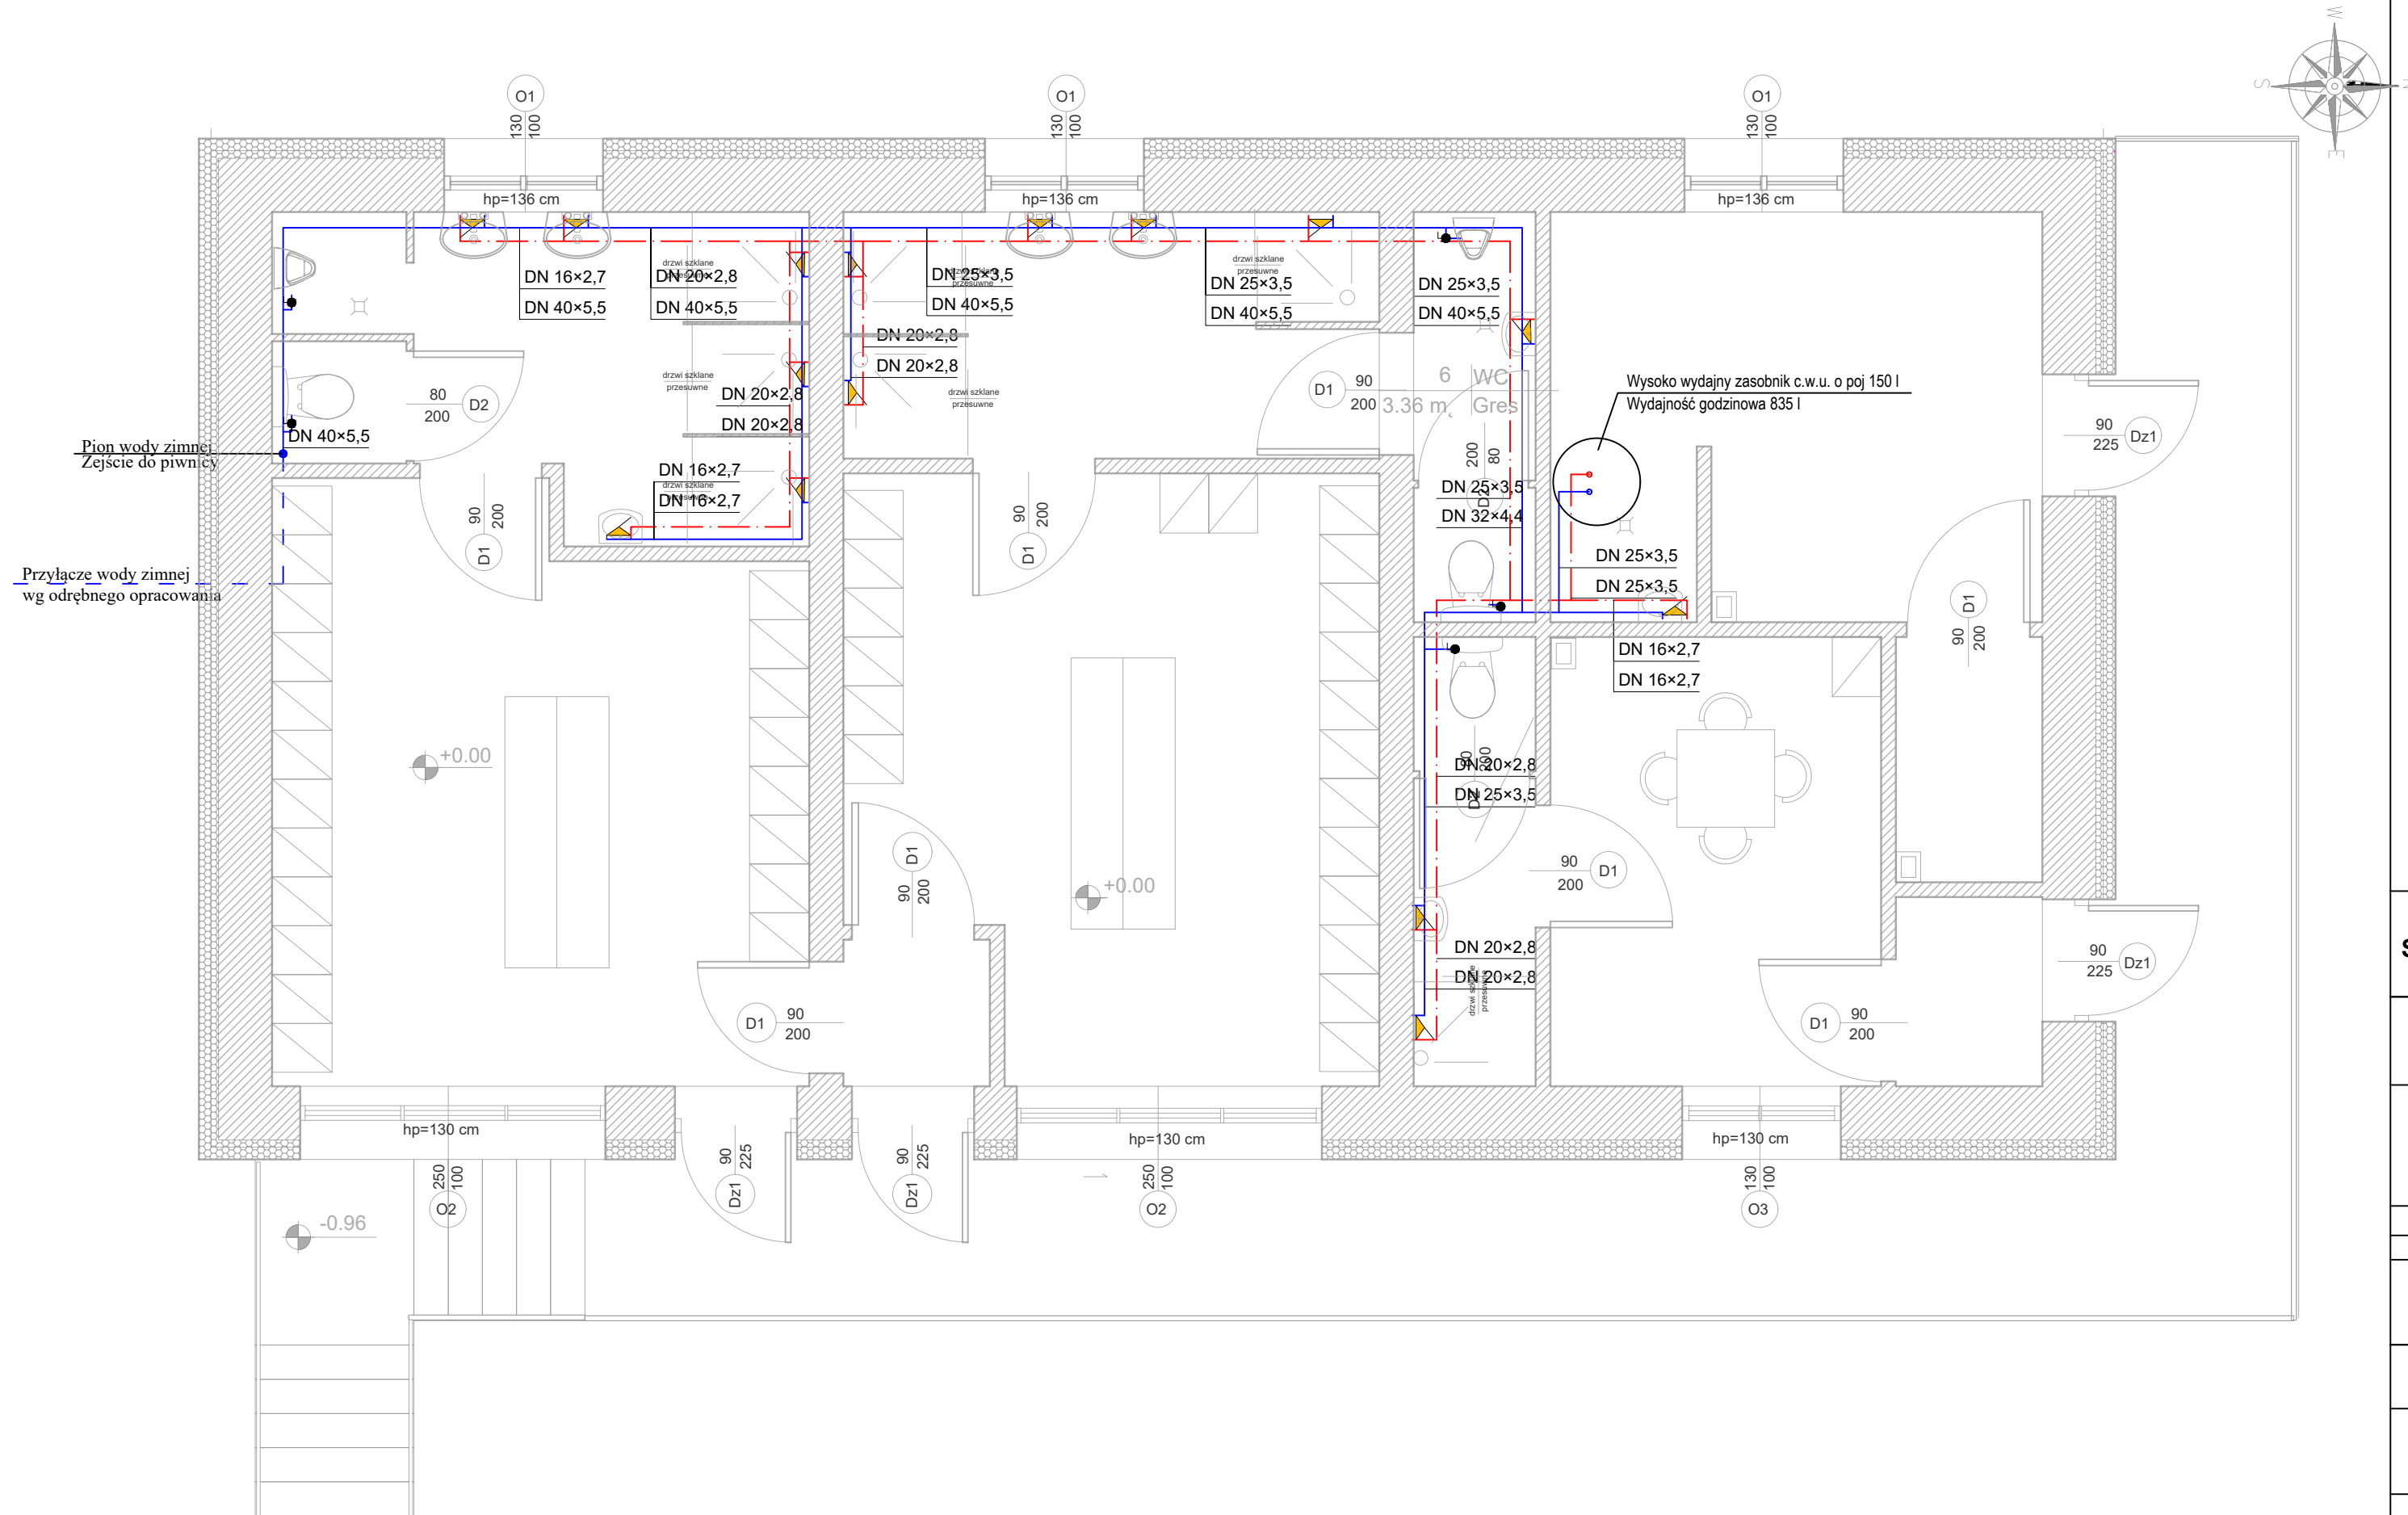 W
S
E
O1
O1
O1
130
100
130
100
130
100
hp=136 cm
hp=136 cm
hp=136 cm
DN 16×2,7
DN 40×5,5
drzwi szklane
przesuwne
DN 20×2,8
DN 40×5,5
DN 25×3,5
przesuwne
DN 40×5,5
drzwi szklane
przesuwne
DN 25×3,5
DN 40×5,5
DN 25×3,5
DN 40×5,5
DN 20×2,8
DN 20×2,8
drzwi szklane
przesuwne
drzwi szklane
przesuwne
DN 20×2,8
DN 20×2,8
80
200
D2
D1
90
200
6
WC
3.36 m
Gres
Wysoko wydajny zasobnik c.w.u. o poj 150 l
Wydajność godzinowa 835 l
90
225
Dz1
DN 40×5,5
Pion wody zimnej
Zejście do piwnicy
DN 16×2,7
drzwi szklane
DN 16×2,7
200
80
D2
DN 25×3,5
DN 32×4,4
90
200
D1
90
200
D1
DN 25×3,5
DN 25×3,5
Przyłącze wody zimnej
wg odrębnego opracowania
D1
90
200
DN 16×2,7
DN 16×2,7
+0.00
200
DN 20×2,8
DN 25×3,5
+0.00
D1
90
200
90
200
D1
DN 20×2,8
DN 20×2,8
drzwi szklane
przesuwne
90
225
Dz1
S
D1
90
200
D1
90
200
hp=130 cm
hp=130 cm
hp=130 cm
90
225
Dz1
90
225
Dz1
250
100
O2
250
100
O2
130
100
O3
-0.96